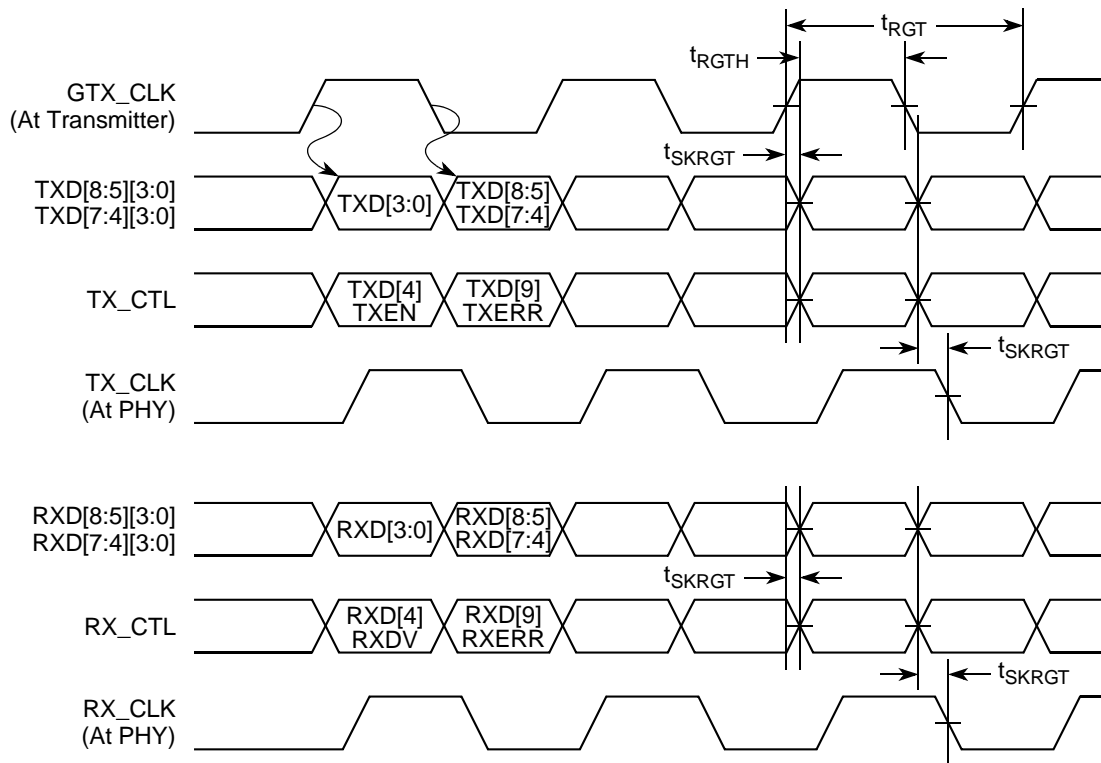 tRGT
tRGTH
GTX_CLK
(At Transmitter)
tSKRGT
TXD[8:5][3:0]
TXD[7:4][3:0]
TXD[3:0]
TXD[8:5]
TXD[7:4]
TX_CTL
TXD[4]
TXEN
TXD[9]
TXERR
tSKRGT
TX_CLK
(At PHY)
RXD[8:5][3:0]
RXD[7:4][3:0]
RXD[3:0]
RXD[8:5]
RXD[7:4]
tSKRGT
RX_CTL
RXD[4]
RXDV
RXD[9]
RXERR
tSKRGT
RX_CLK
(At PHY)